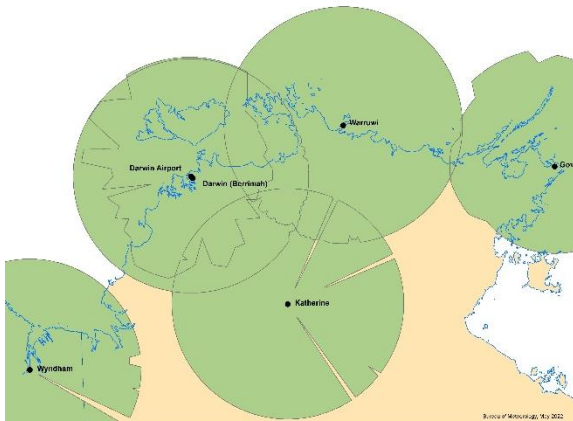 Warruwi
Gov
Darwin Airport
Darwin (Berrimah)
Katherine
Wyndham
Bureau of Meteorology, May 2022